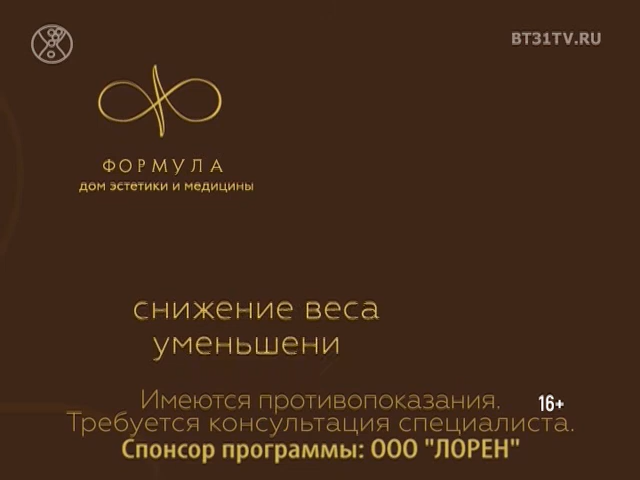 BT31TV.RU
ФОРМУЛА
дом эстетики и медицины
снижение веса
уменьшени
Имеются противопоказания.
16+
Требуется консультация специалиста.
Спонсор программы: ООО "ЛОРЕН"